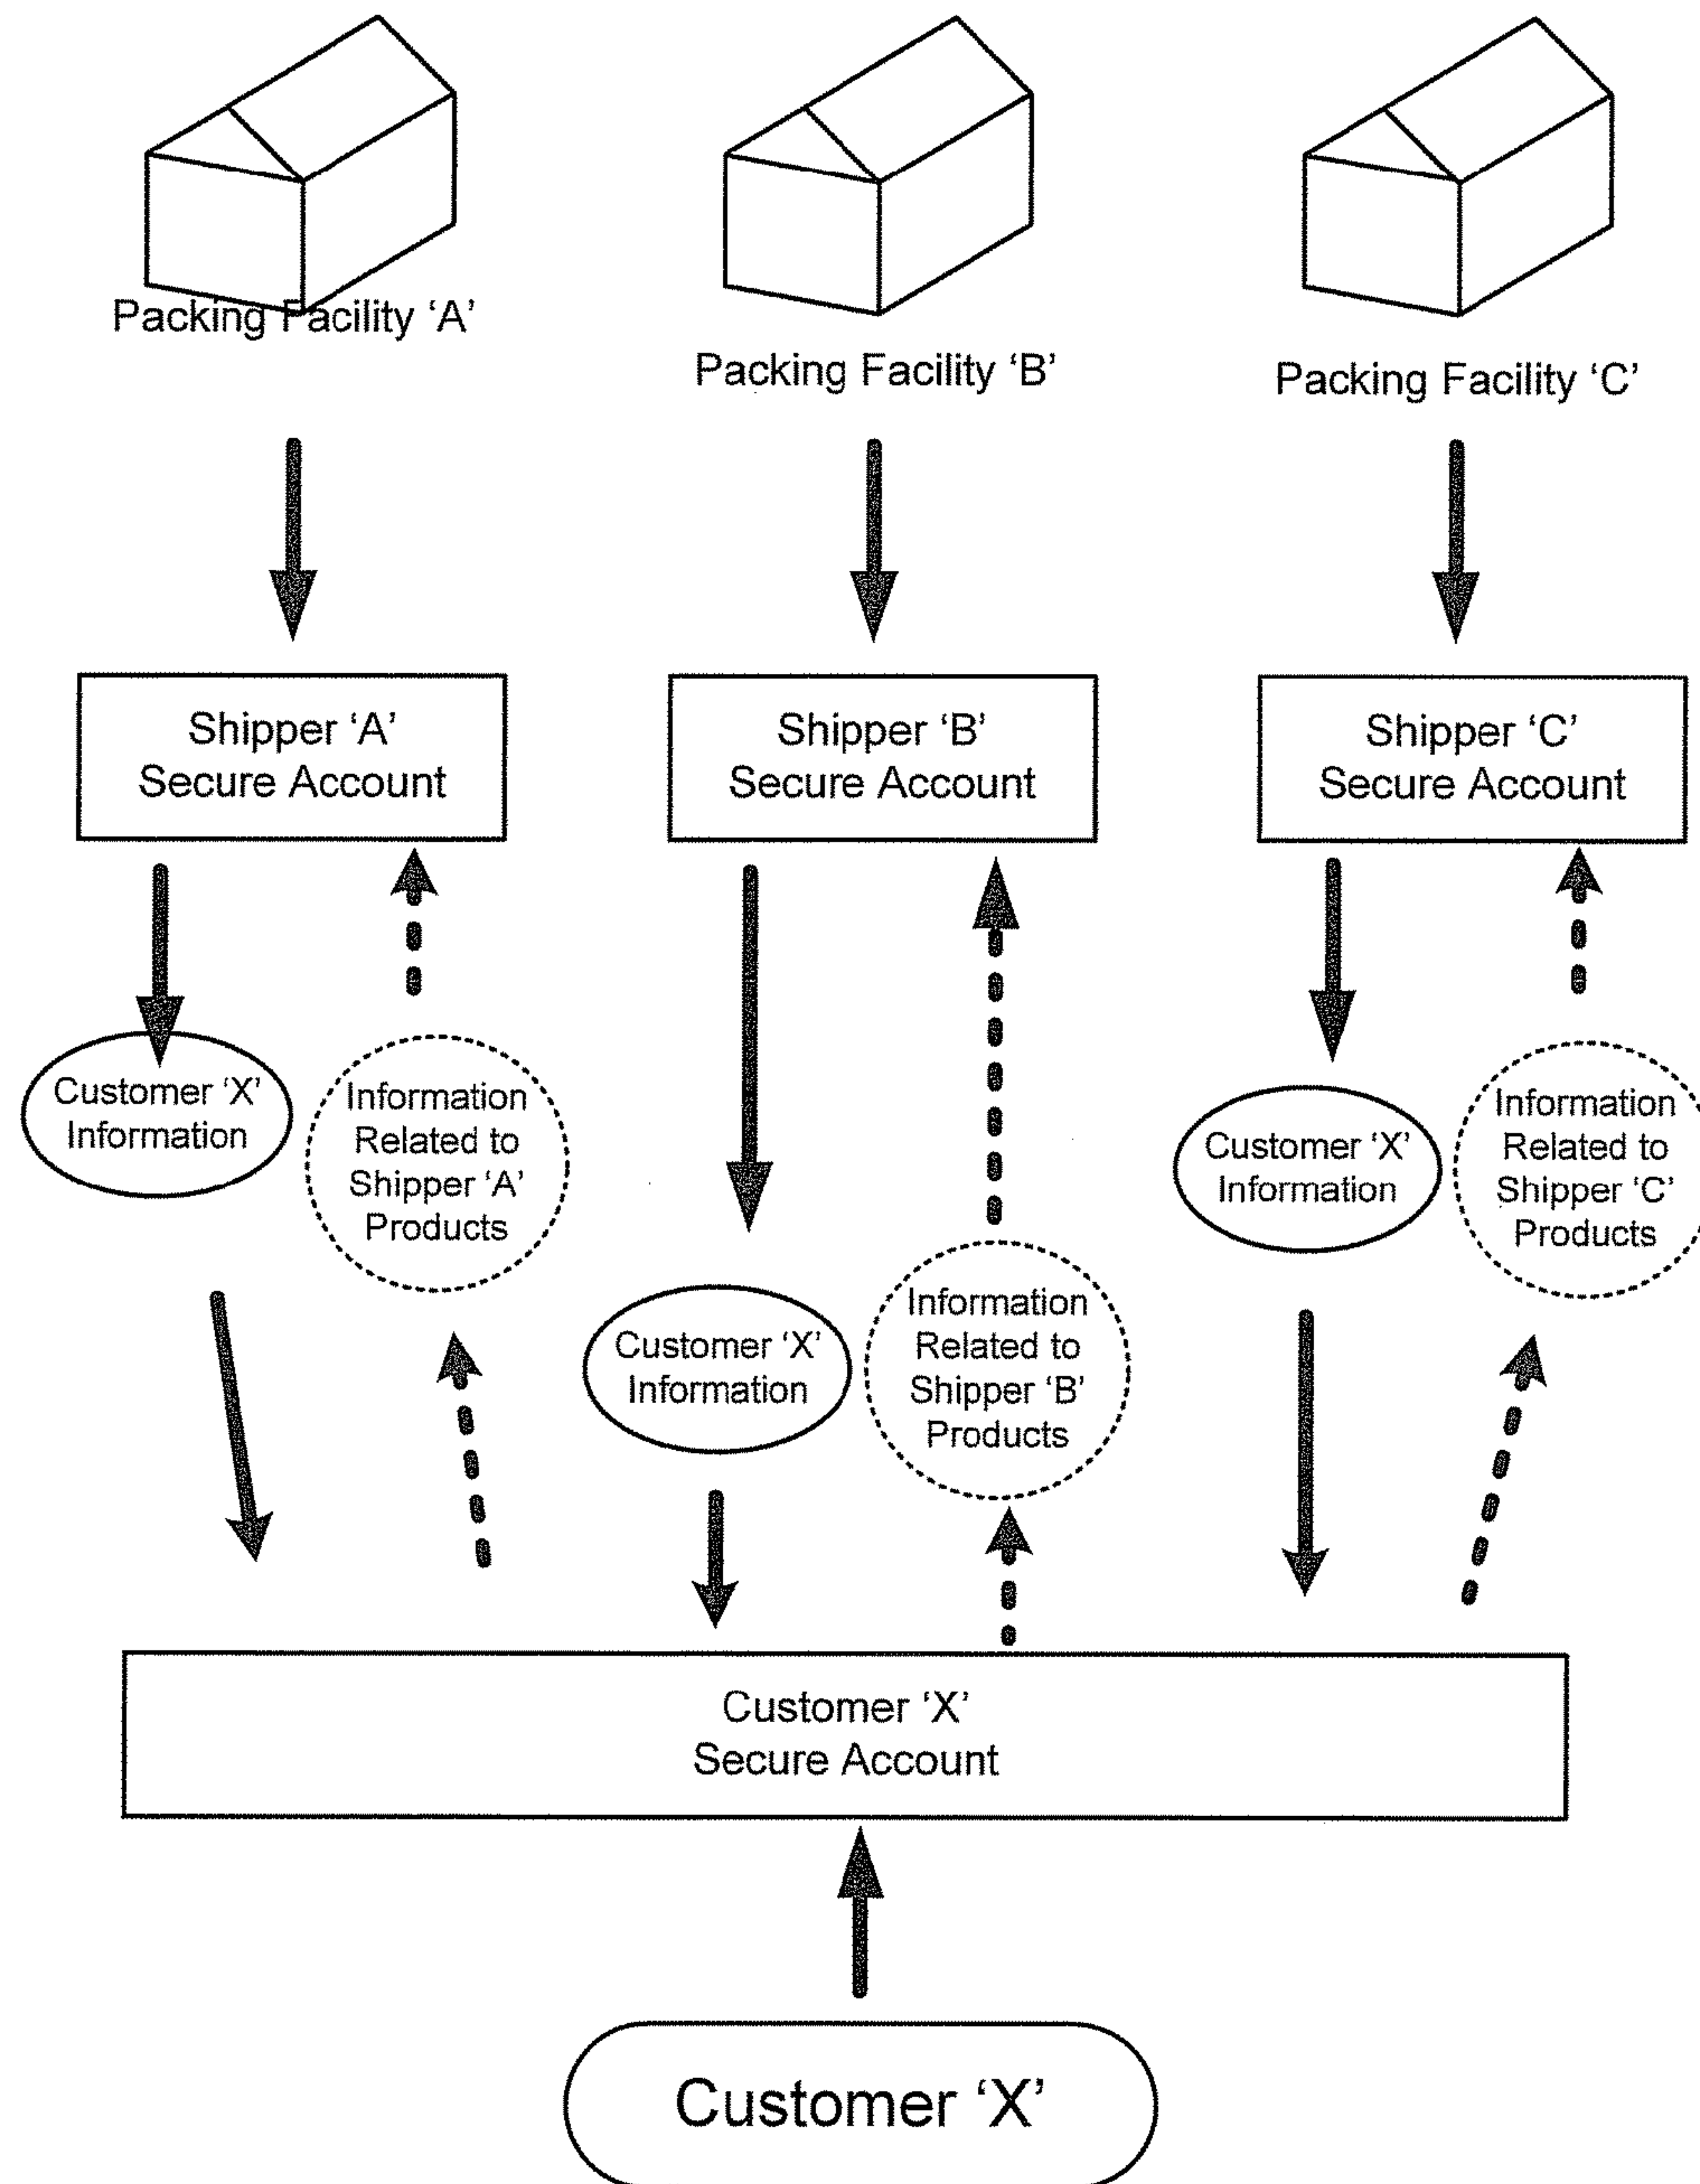 Packing Facility ‘A’
Packing Facility ‘B’
Packing Facility ‘C’
Shipper ‘A’
Secure Account
Shipper ‘B’
Secure Account
Shipper ‘C’
Secure Account
Customer ‘X’
Information
Information
Related to
Shipper ‘A’
Products
Customer ‘X’
Information
Information
Related to
Shipper ‘B’
Products
Customer ‘X’
Information
Information
Related to
Shipper ‘C’
Products
Customer ‘X’
Secure Account
Customer ‘X’